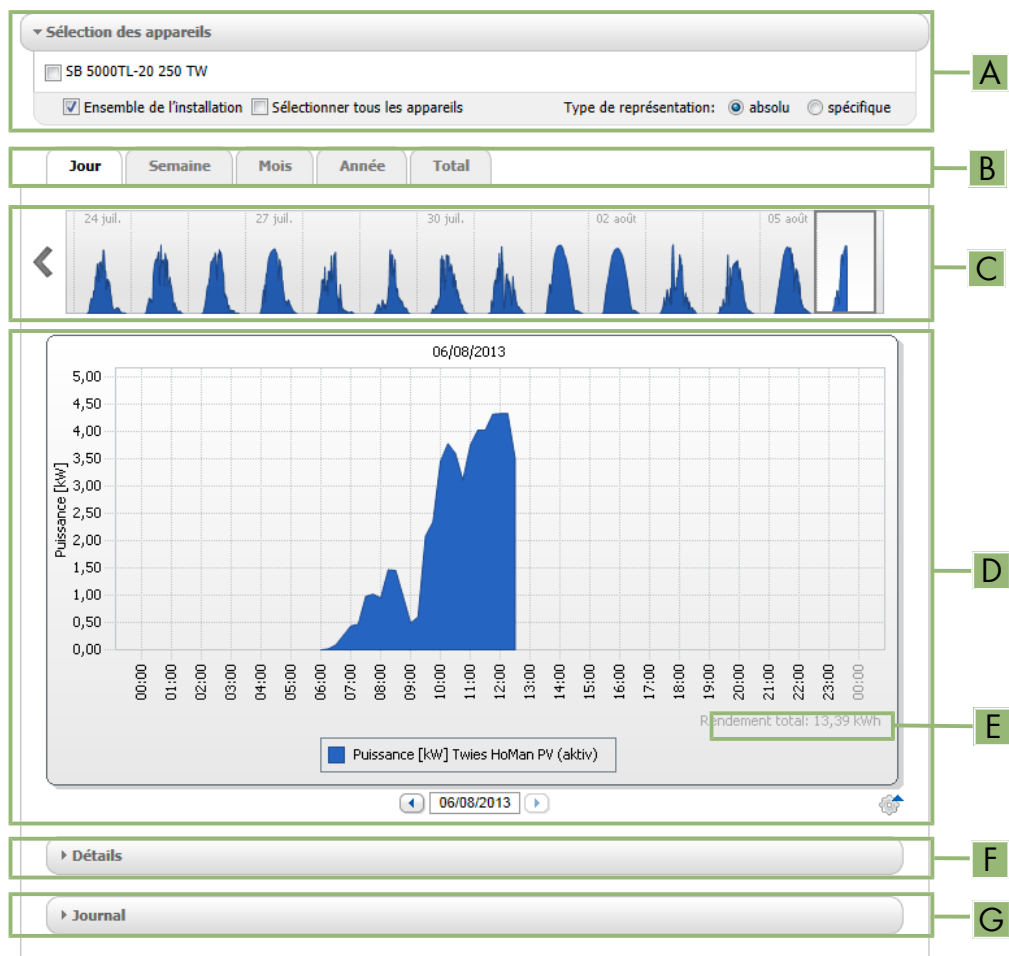 Sélection des appareils
SB 5000TL-20 250 TW
A
Ensemble de l'installation Sélectionner tous les appareils Type de représentation: absolu spécifique
Jour Semaine Mois Année Total
B
24 juil. 27 juil. 30 juil. 02 août 05 août
C
06/08/2013
5,00
4,50
4,00
3,50
3,00
2,50
2,00
1,50
1,00
0,50
0,00
Puissance [kW]
D
00:00 01:00 02:00 03:00 04:00 05:00 06:00 07:00 08:00 09:00 10:00 11:00 12:00 13:00 14:00 15:00 16:00 17:00 18:00 19:00 20:00 21:00 22:00 23:00 00:00
Rendement total: 13,39 kWh
E
Puissance [kW] Twies HoMan PV (aktiv)
06/08/2013
Détails
F
Journal
G